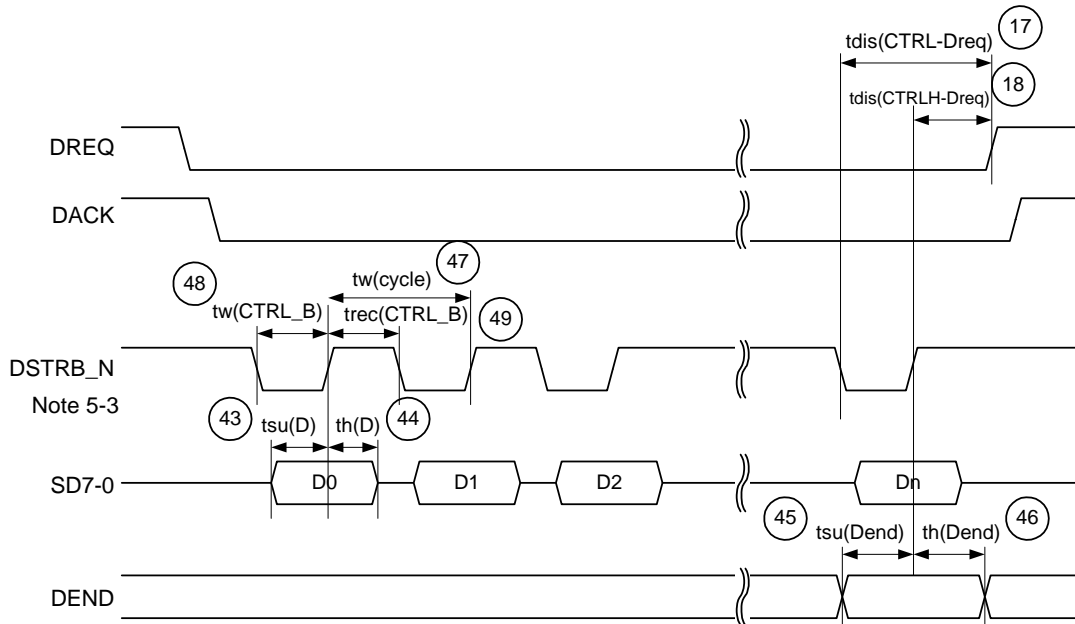 17
tdis(CTRL-Dreq)
18
tdis(CTRLH-Dreq)
DREQ
DACK
47
48
tw(cycle)
tw(CTRL_B)
trec(CTRL_B)
49
DSTRB_N
Note 5-3
43
44
tsu(D)
th(D)
SD7-0
D0
D1
D2
Dn
45
46
tsu(Dend)
th(Dend)
DEND